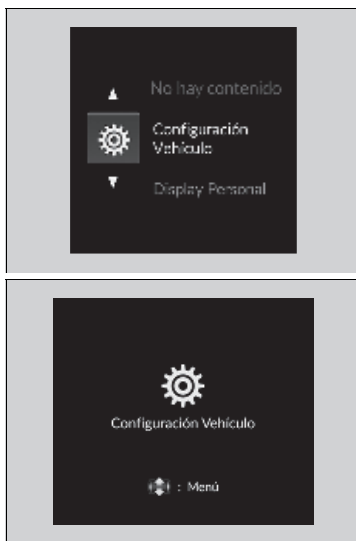 No hay contenido
Configuración
Vehículo
Display Personal
Configuración Vehículo
: Menú